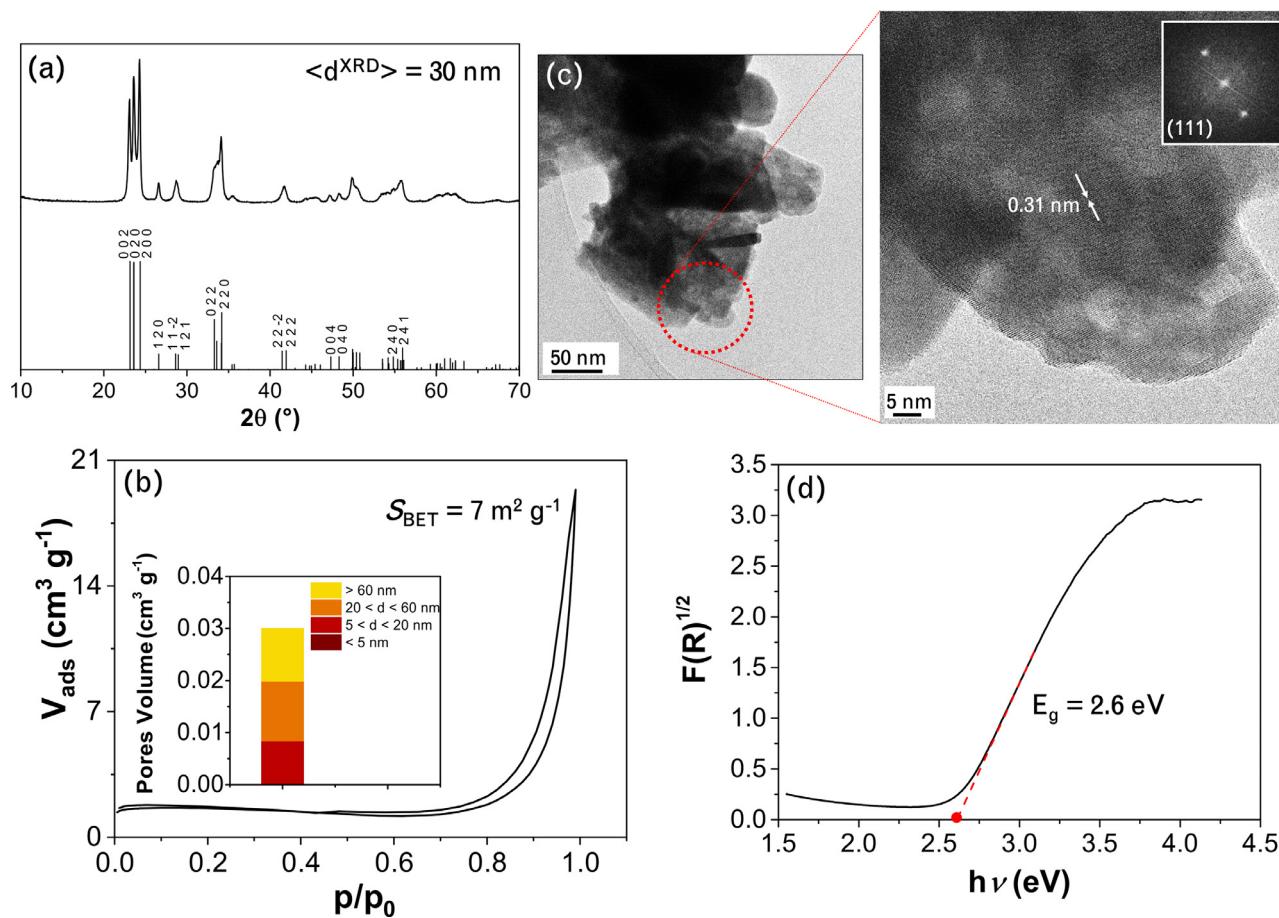 (a)
<d^XRD> = 30 nm
0 0 2
0 2 0
2 0 0
1 2 0
1 1 -2
1 2 1
0 2 2
2 2 0
2 2 -2
2 2 2
0 0 4
0 4 0
2 4 0
2 4 1
10 20 30 40 50 60 70
2θ (°)
(c)
50 nm
(111)
0.31 nm
5 nm
(b)
S_BET = 7 m² g⁻¹
21
14
7
0
V_ads (cm³ g⁻¹)
0.04
0.03
0.02
0.01
0.00
Pores Volume (cm³ g⁻¹)
> 60 nm
20 < d < 60 nm
5 < d < 20 nm
< 5 nm
0.0 0.2 0.4 0.6 0.8 1.0
p/p₀
(d)
3.5
3.0
2.5
2.0
1.5
1.0
0.5
0.0
F(R)^1/2
E_g = 2.6 eV
1.5 2.0 2.5 3.0 3.5 4.0 4.5
hν (eV)